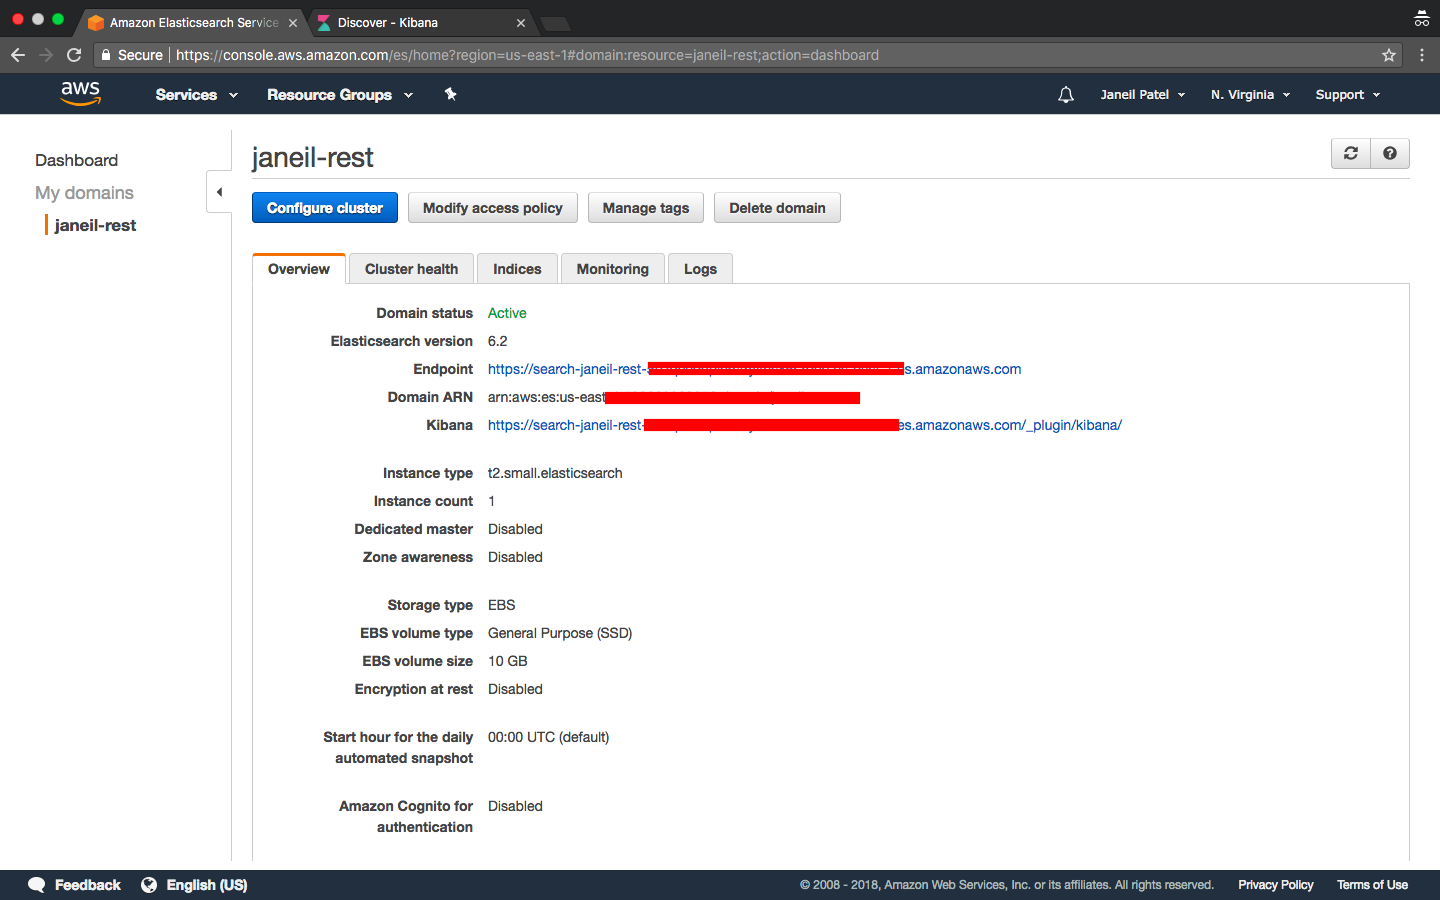 Amazon Elasticsearch Service
Discover - Kibana
Secure https://console.aws.amazon.com/es/home?region=us-east-1#domain:resource=janeil-rest;action=dashboard
aws Services Resource Groups Janeil Patel N. Virginia Support
Dashboard
My domains
janeil-rest
janeil-rest
Configure cluster Modify access policy Manage tags Delete domain
Overview Cluster health Indices Monitoring Logs
Domain status Active
Elasticsearch version 6.2
Endpoint https://search-janeil-rest- s.amazonaws.com
Domain ARN arn:aws:es:us-east
Kibana https://search-janeil-rest- es.amazonaws.com/_plugin/kibana/
Instance type t2.small.elasticsearch
Instance count 1
Dedicated master Disabled
Zone awareness Disabled
Storage type EBS
EBS volume type General Purpose (SSD)
EBS volume size 10 GB
Encryption at rest Disabled
Start hour for the daily 00:00 UTC (default)
automated snapshot
Amazon Cognito for Disabled
authentication
Feedback English (US) © 2008 - 2018, Amazon Web Services, Inc. or its affiliates. All rights reserved. Privacy Policy Terms of Use